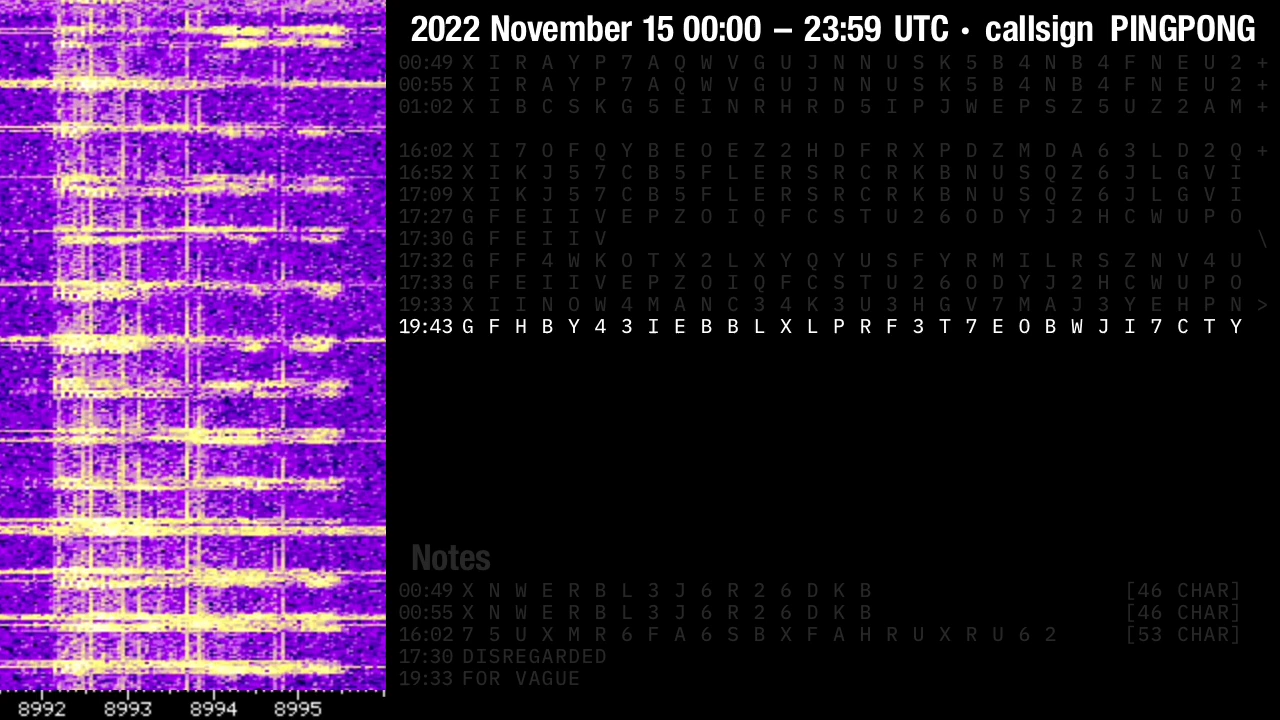 2022 November 15 00:00 – 23:59 UTC · callsign PINGPONG
00:49 X I R A Y P 7 A Q W V G U J N N U S K 5 B 4 N B 4 F N E U 2 +
00:55 X I R A Y P 7 A Q W V G U J N N U S K 5 B 4 N B 4 F N E U 2 +
01:02 X I B C S K G 5 E I N R H R D 5 I P J W E P S Z 5 U Z 2 A M +
16:02 X I 7 O F Q Y B E O E Z 2 H D F R X P D Z M D A 6 3 L D 2 Q +
16:52 X I K J 5 7 C B 5 F L E R S R C R K B N U S Q Z 6 J L G V I
17:09 X I K J 5 7 C B 5 F L E R S R C R K B N U S Q Z 6 J L G V I
17:27 G F E I I V E P Z O I Q F C S T U 2 6 O D Y J 2 H C W U P O
17:30 G F E I I V \
17:32 G F F 4 W K O T X 2 L X Y Q Y U S F Y R M I L R S Z N V 4 U
17:33 G F E I I V E P Z O I Q F C S T U 2 6 O D Y J 2 H C W U P O
19:33 X I I N O W 4 M A N C 3 4 K 3 U 3 H G V 7 M A J 3 Y E H P N >
19:43 G F H B Y 4 3 I E B B L X L P R F 3 T 7 E O B W J I 7 C T Y
Notes
00:49 X N W E R B L 3 J 6 R 2 6 D K B [46 CHAR]
00:55 X N W E R B L 3 J 6 R 2 6 D K B [46 CHAR]
16:02 7 5 U X M R 6 F A 6 S B X F A H R U X R U 6 2 [53 CHAR]
17:30 DISREGARDED
19:33 FOR VAGUE
8992 8993 8994 8995